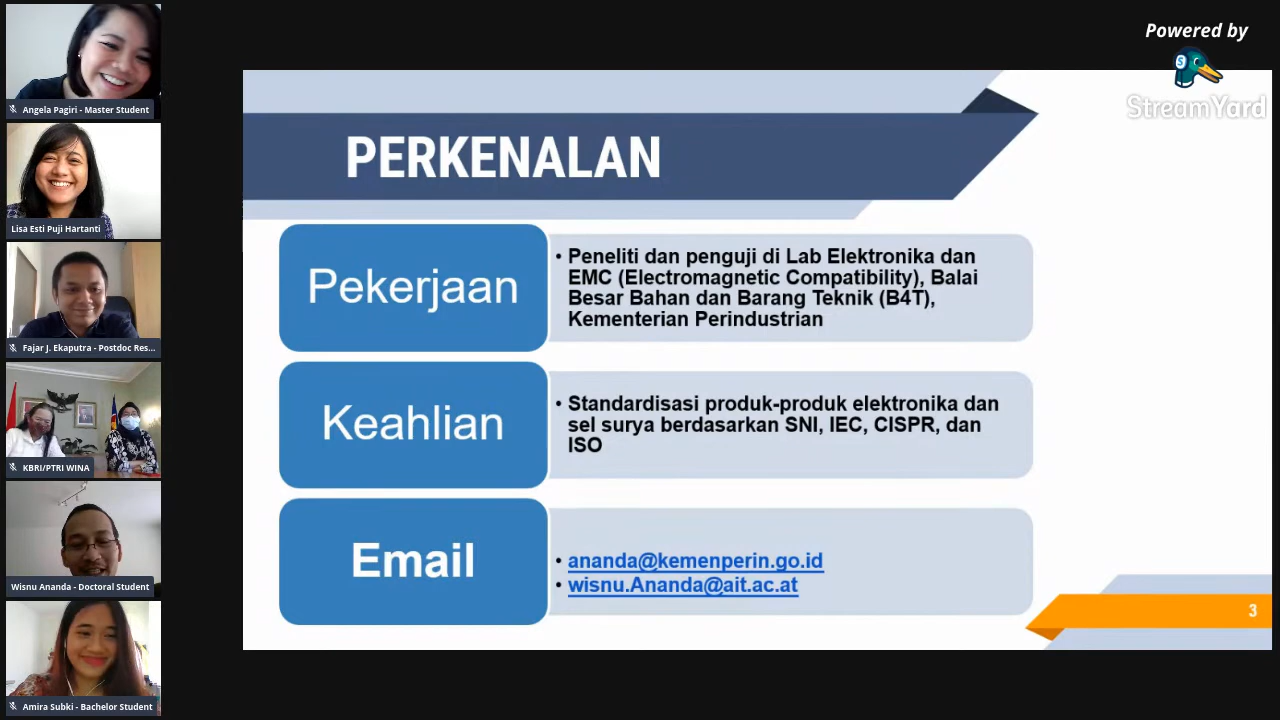 Powered by
StreamYard
Angela Pagiri - Master Student
Lisa Esti Puji Hartanti
Fajar J. Ekaputra - Postdoc Res...
KBRI/PTRI WINA
Wisnu Ananda - Doctoral Student
Amira Subki - Bachelor Student
PERKENALAN
Pekerjaan
• Peneliti dan penguji di Lab Elektronika dan
EMC (Electromagnetic Compatibility), Balai
Besar Bahan dan Barang Teknik (B4T),
Kementerian Perindustrian
Keahlian
• Standardisasi produk-produk elektronika dan
sel surya berdasarkan SNI, IEC, CISPR, dan
ISO
Email
• ananda@kemenperin.go.id
• wisnu.Ananda@ait.ac.at
3